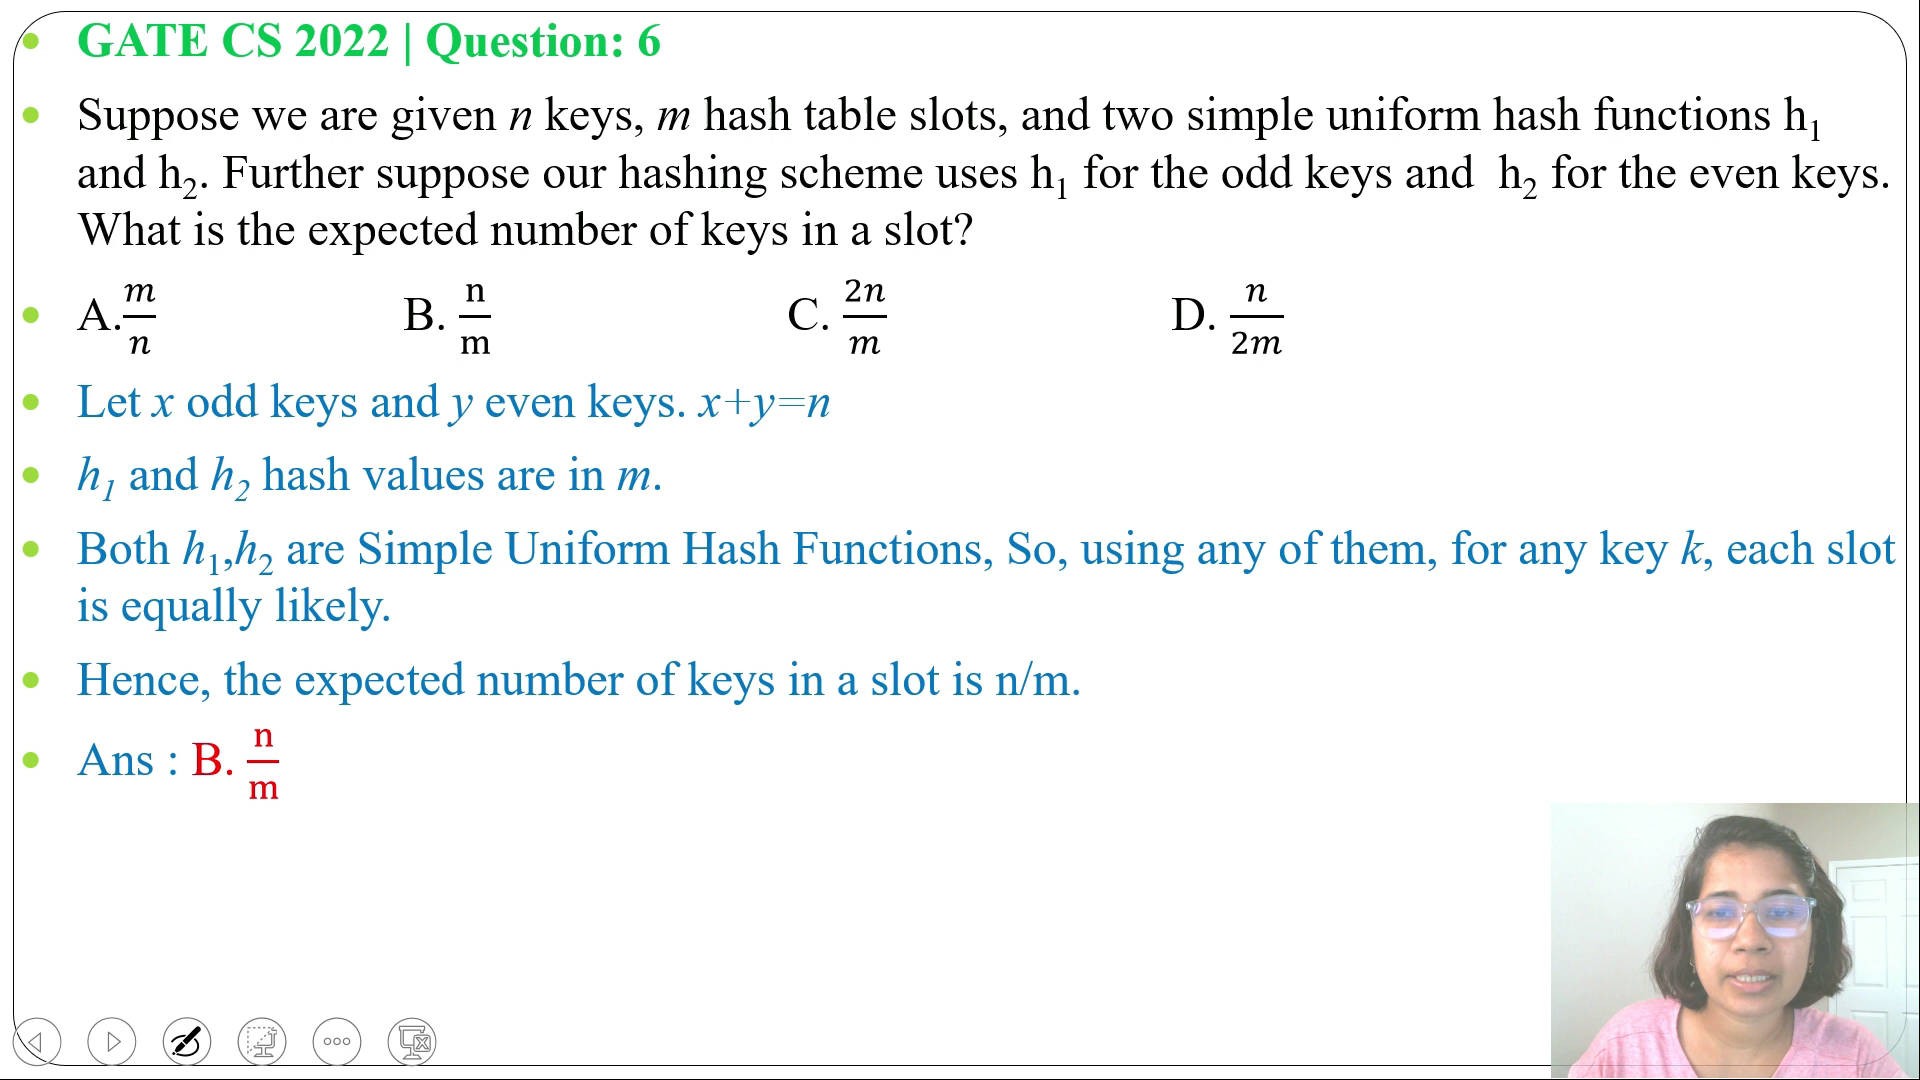 GATE CS 2022 | Question: 6
Suppose we are given n keys, m hash table slots, and two simple uniform hash functions h₁
and h₂. Further suppose our hashing scheme uses h₁ for the odd keys and h₂ for the even keys.
What is the expected number of keys in a slot?
A. m/n B. n/m C. 2n/m D. n/2m
Let x odd keys and y even keys. x+y=n
h₁ and h₂ hash values are in m.
Both h₁,h₂ are Simple Uniform Hash Functions, So, using any of them, for any key k, each slot
is equally likely.
Hence, the expected number of keys in a slot is n/m.
Ans : B. n/m